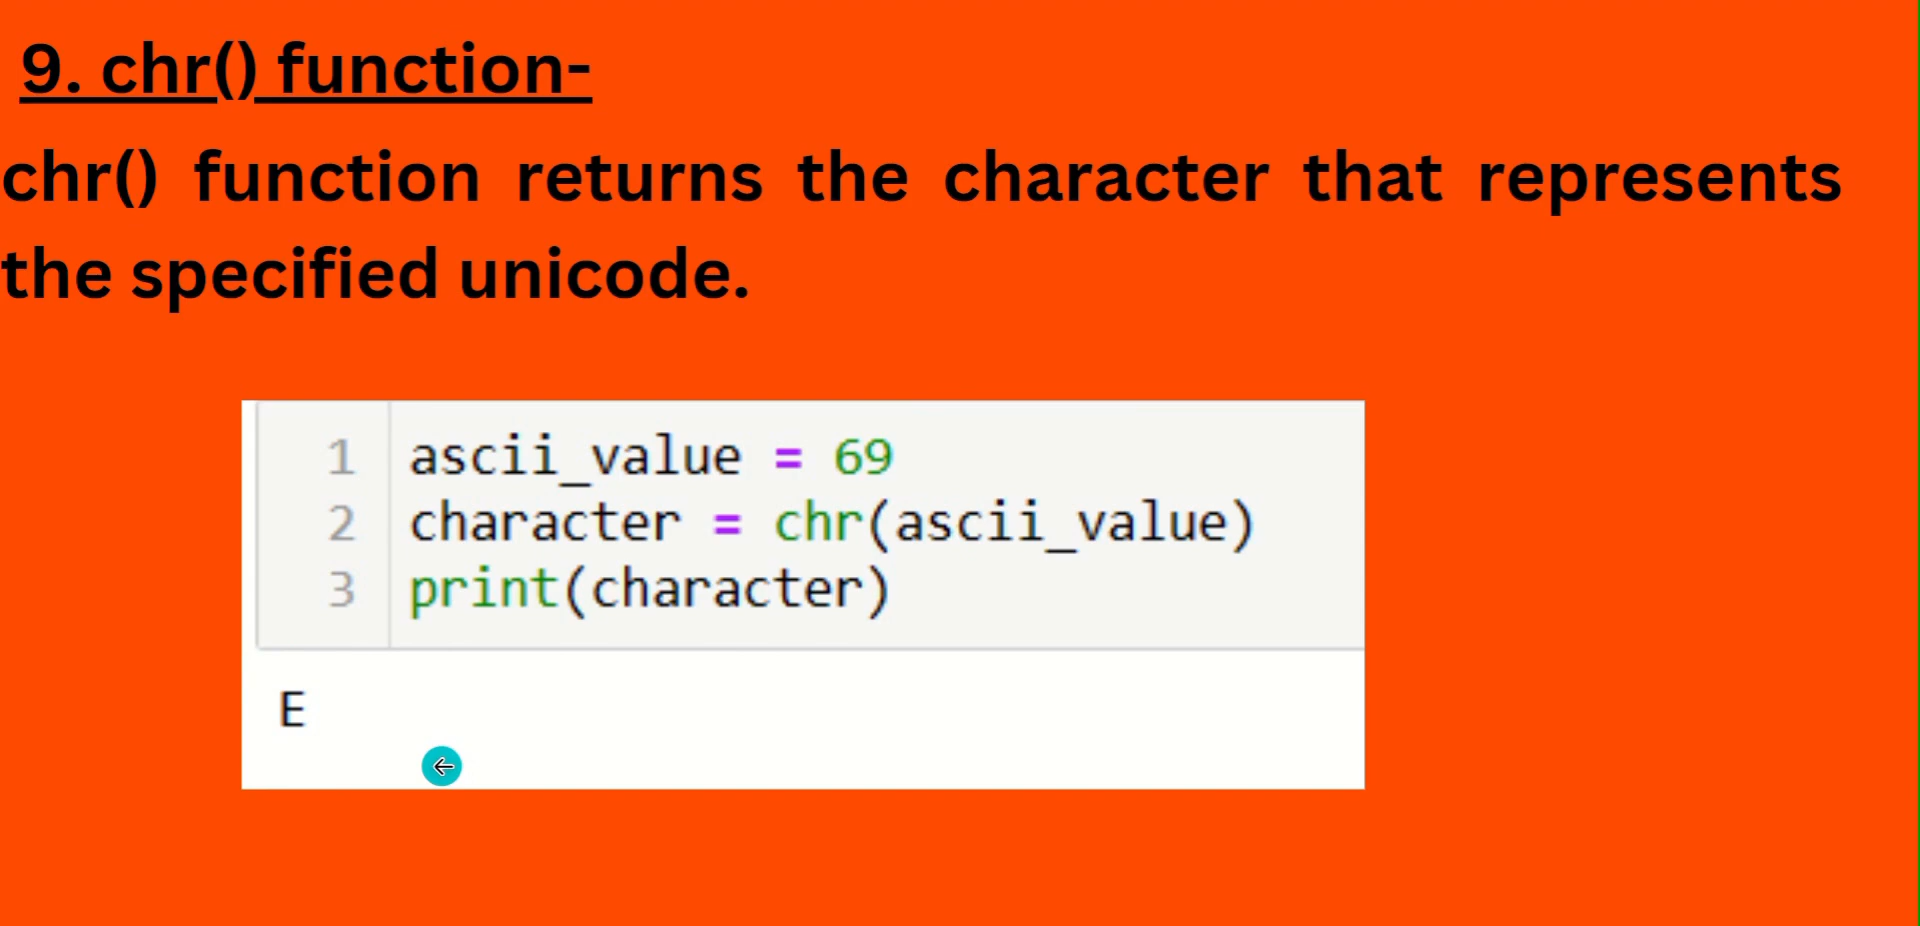 9. chr() function-
chr() function returns the character that represents
the specified unicode.
1 ascii_value = 69
2 character = chr(ascii_value)
3 print(character)
E